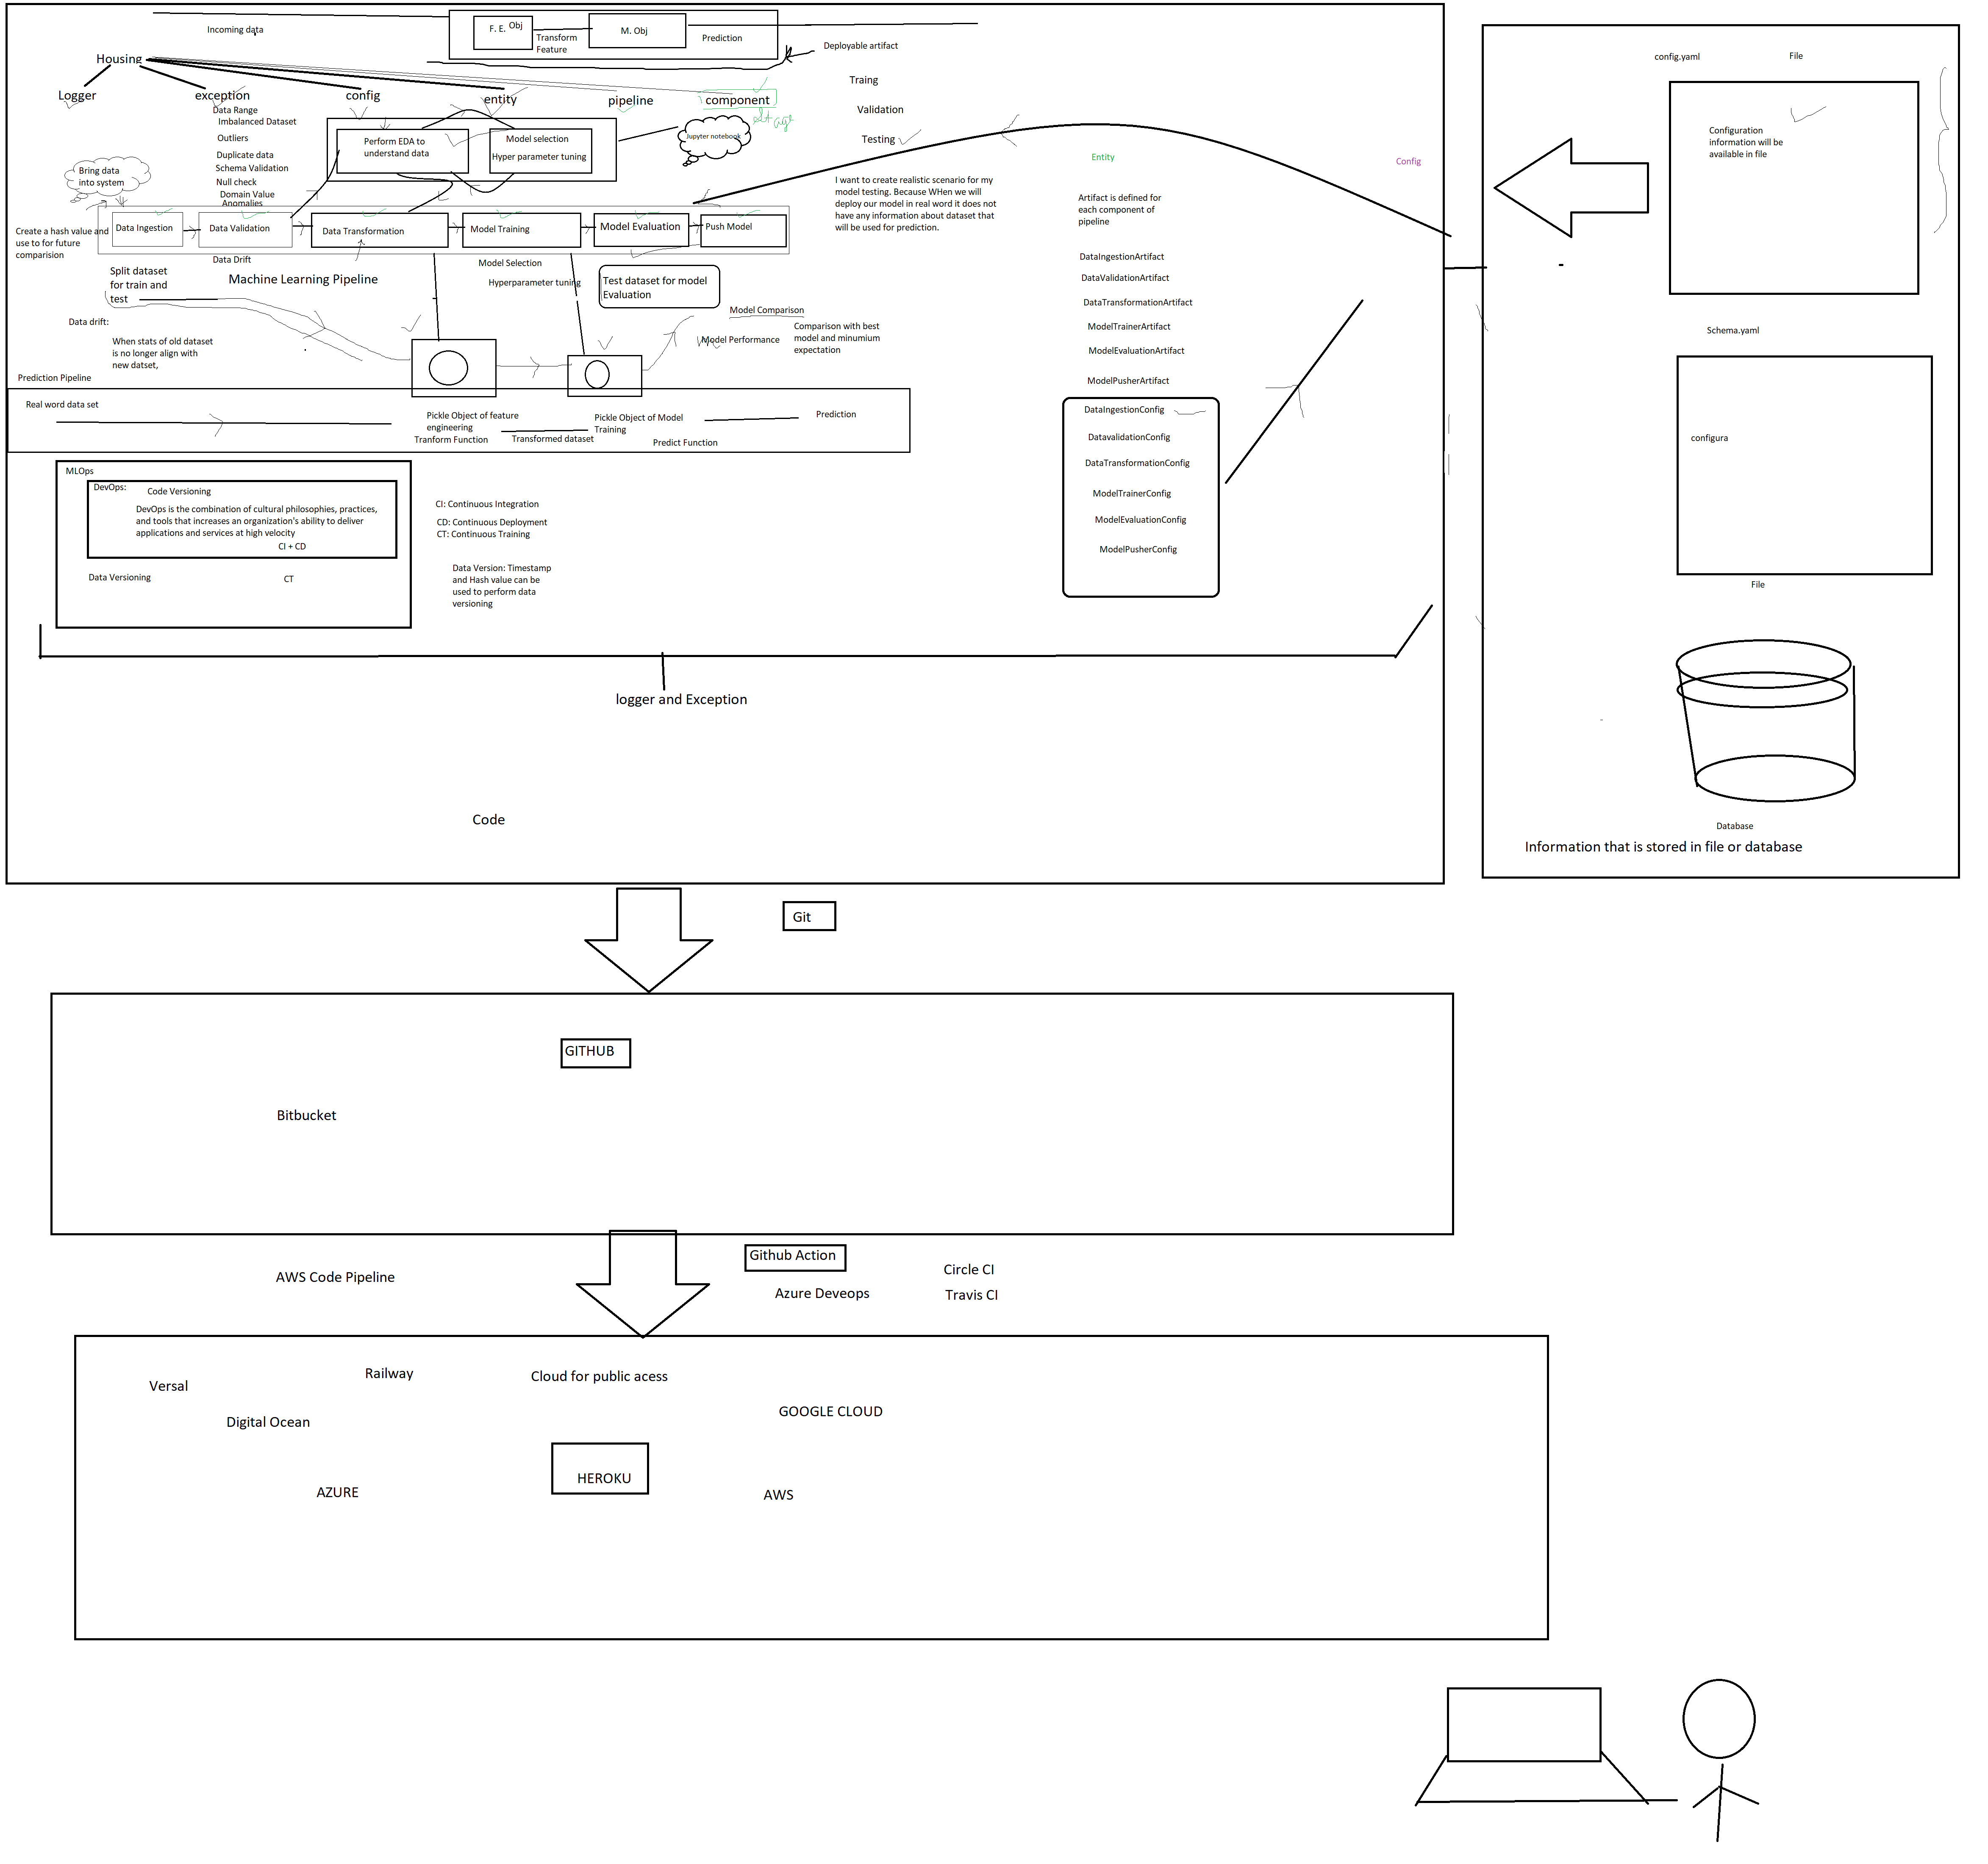 Incoming data
F. E. Obj
Transform
Feature
M. Obj
Prediction
Deployable artifact
Housing
Logger
exception
config
entity
pipeline
component
Traing
Validation
Testing
Data Range
Imbalanced Dataset
Outliers
Duplicate data
Schema Validation
Null check
Domain Value
Anomalies
Perform EDA to
understand data
Model selection
Hyper parameter tuning
Jupyter notebook
Bring data
into system
Create a hash value and
use to for future
comparision
Data Ingestion
Data Validation
Data Transformation
Model Training
Model Evaluation
Push Model
I want to create realistic scenario for my
model testing. Because WHen we will
deploy our model in real word it does not
have any information about dataset that
will be used for prediction.
Entity
Config
Artifact is defined for
each component of
pipeline
DataIngestionArtifact
DataValidationArtifact
DataTransformationArtifact
ModelTrainerArtifact
ModelEvaluationArtifact
ModelPusherArtifact
DataIngestionConfig
DatavalidationConfig
DataTransformationConfig
ModelTrainerConfig
ModelEvaluationConfig
ModelPusherConfig
Data Drift
Machine Learning Pipeline
Model Selection
Hyperparameter tuning
Test dataset for model
Evaluation
Split dataset
for train and
test
Data drift:
When stats of old dataset
is no longer align with
new datset,
Model Comparison
Model Performance
Comparison with best
model and minumium
expectation
Prediction Pipeline
Real word data set
Pickle Object of feature
engineering
Tranform Function
Transformed dataset
Pickle Object of Model
Training
Predict Function
Prediction
MLOps
DevOps:
Code Versioning
DevOps is the combination of cultural philosophies, practices,
and tools that increases an organization's ability to deliver
applications and services at high velocity
CI + CD
Data Versioning
CT
CI: Continuous Integration
CD: Continuous Deployment
CT: Continuous Training
Data Version: Timestamp
and Hash value can be
used to perform data
versioning
logger and Exception
Code
config.yaml
File
Configuration
information will be
available in file
Schema.yaml
configura
File
Database
Information that is stored in file or database
Git
GITHUB
Bitbucket
AWS Code Pipeline
Github Action
Azure Deveops
Circle CI
Travis CI
Versal
Railway
Cloud for public acess
Digital Ocean
GOOGLE CLOUD
HEROKU
AZURE
AWS